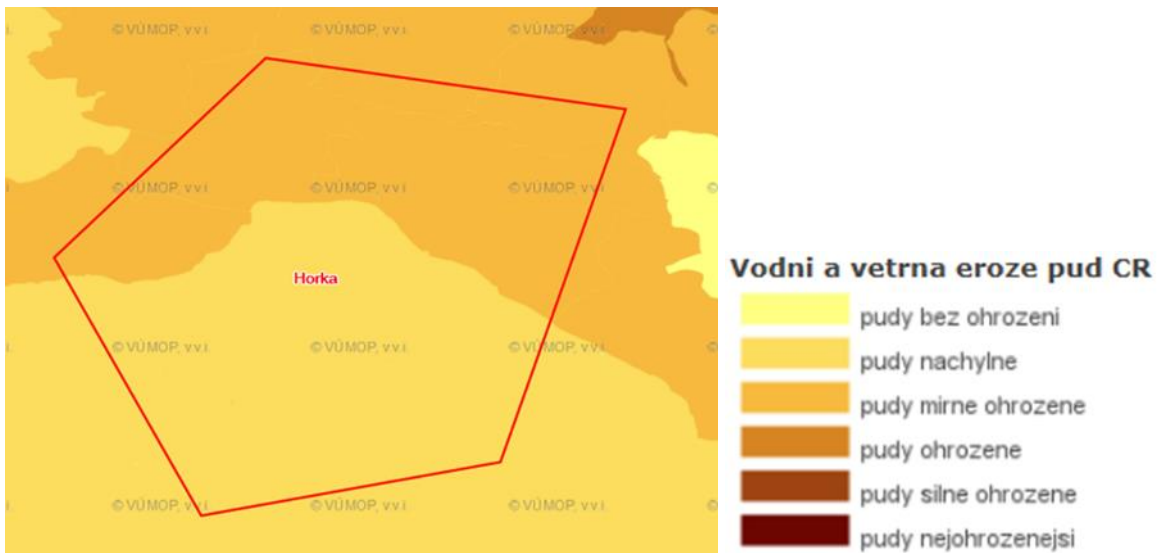 © VÚMOP, v.v.i. © VÚMOP, v.v.i. © VÚMOP, v.v.i. ©
© VÚMOP, v.v.i. © VÚMOP, v.v.i. © VÚMOP, v.v.i. ©
Horka
© VÚMOP, v.v.i. © VÚMOP, v.v.i. © VÚMOP, v.v.i. ©
© VÚMOP, v.v.i. © VÚMOP, v.v.i. © VÚMOP, v.v.i. ©
Vodni a vetrna eroze pud CR
pudy bez ohrozeni
pudy nachylne
pudy mirne ohrozene
pudy ohrozene
pudy silne ohrozene
pudy nejohrozenejsi